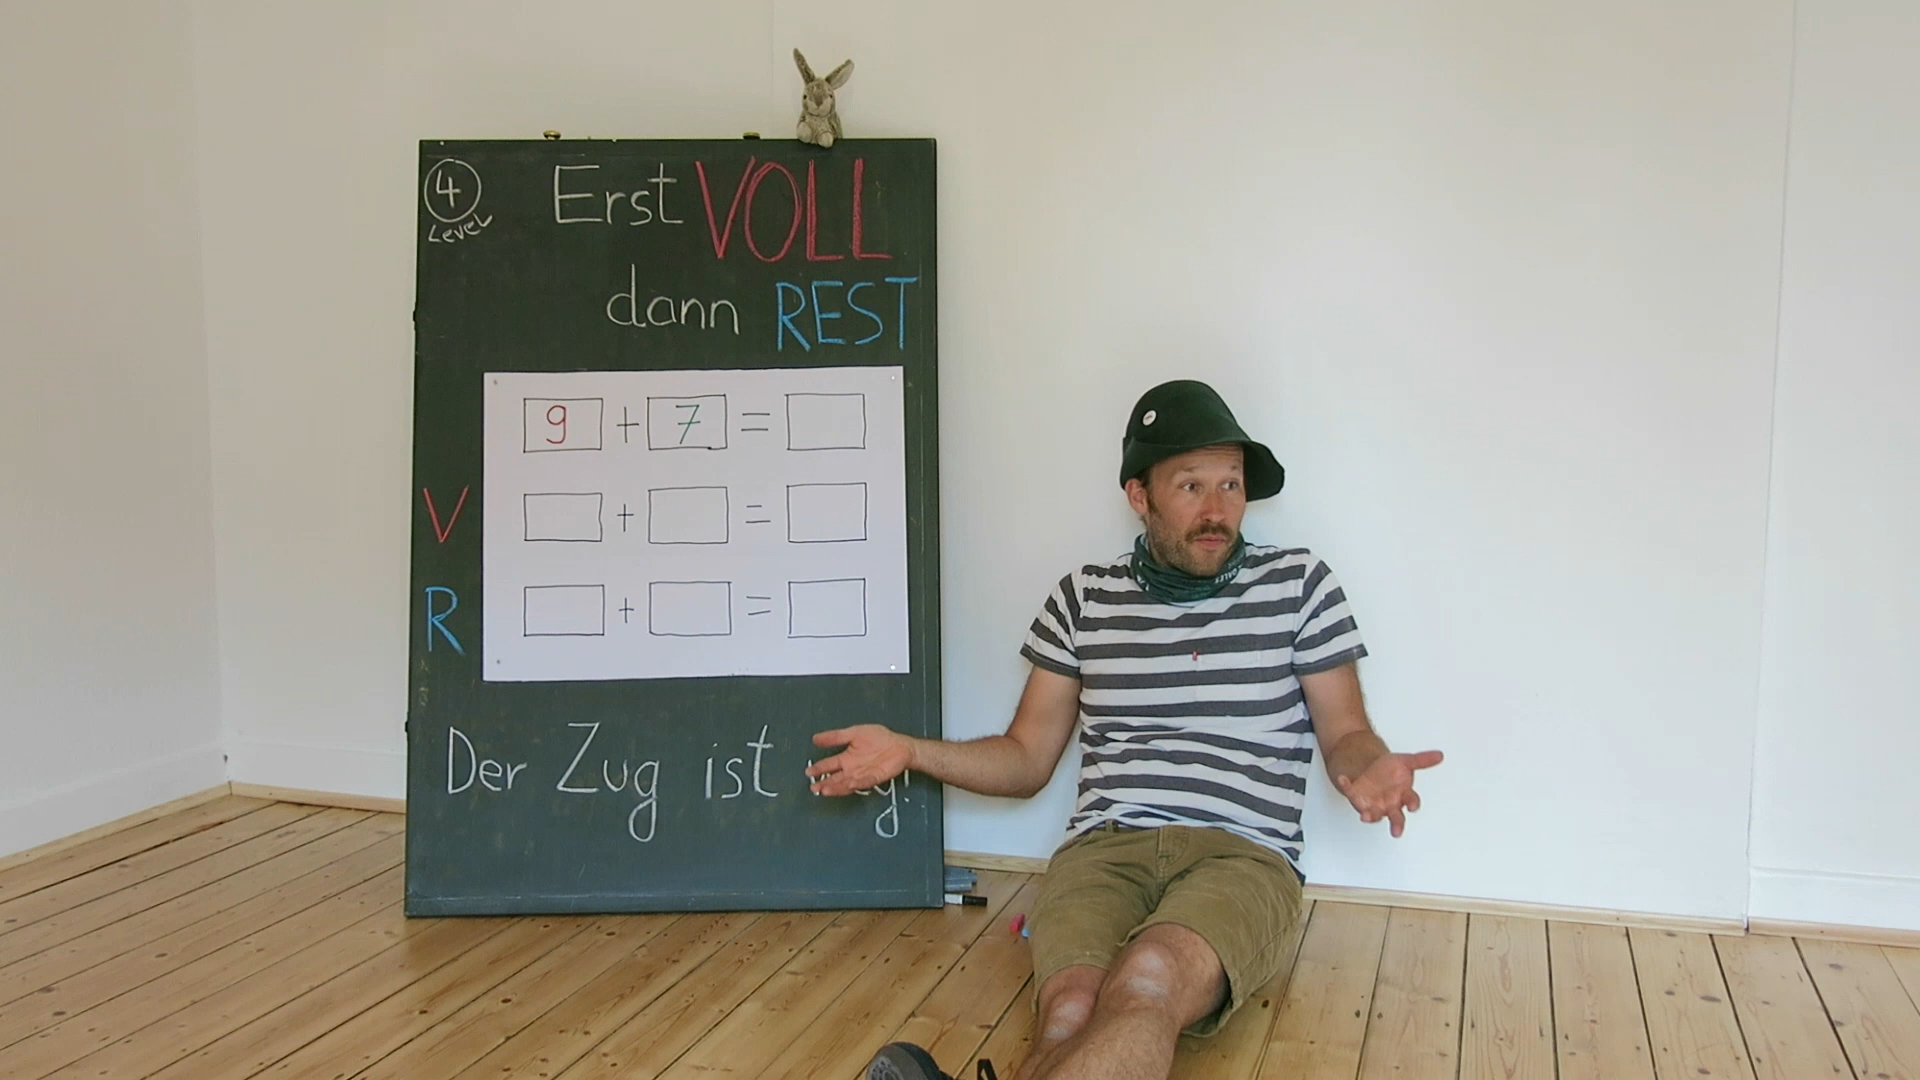 4
Level
Erst VOLL
dann REST
9 + 7 =
V + =
R + =
Der Zug ist